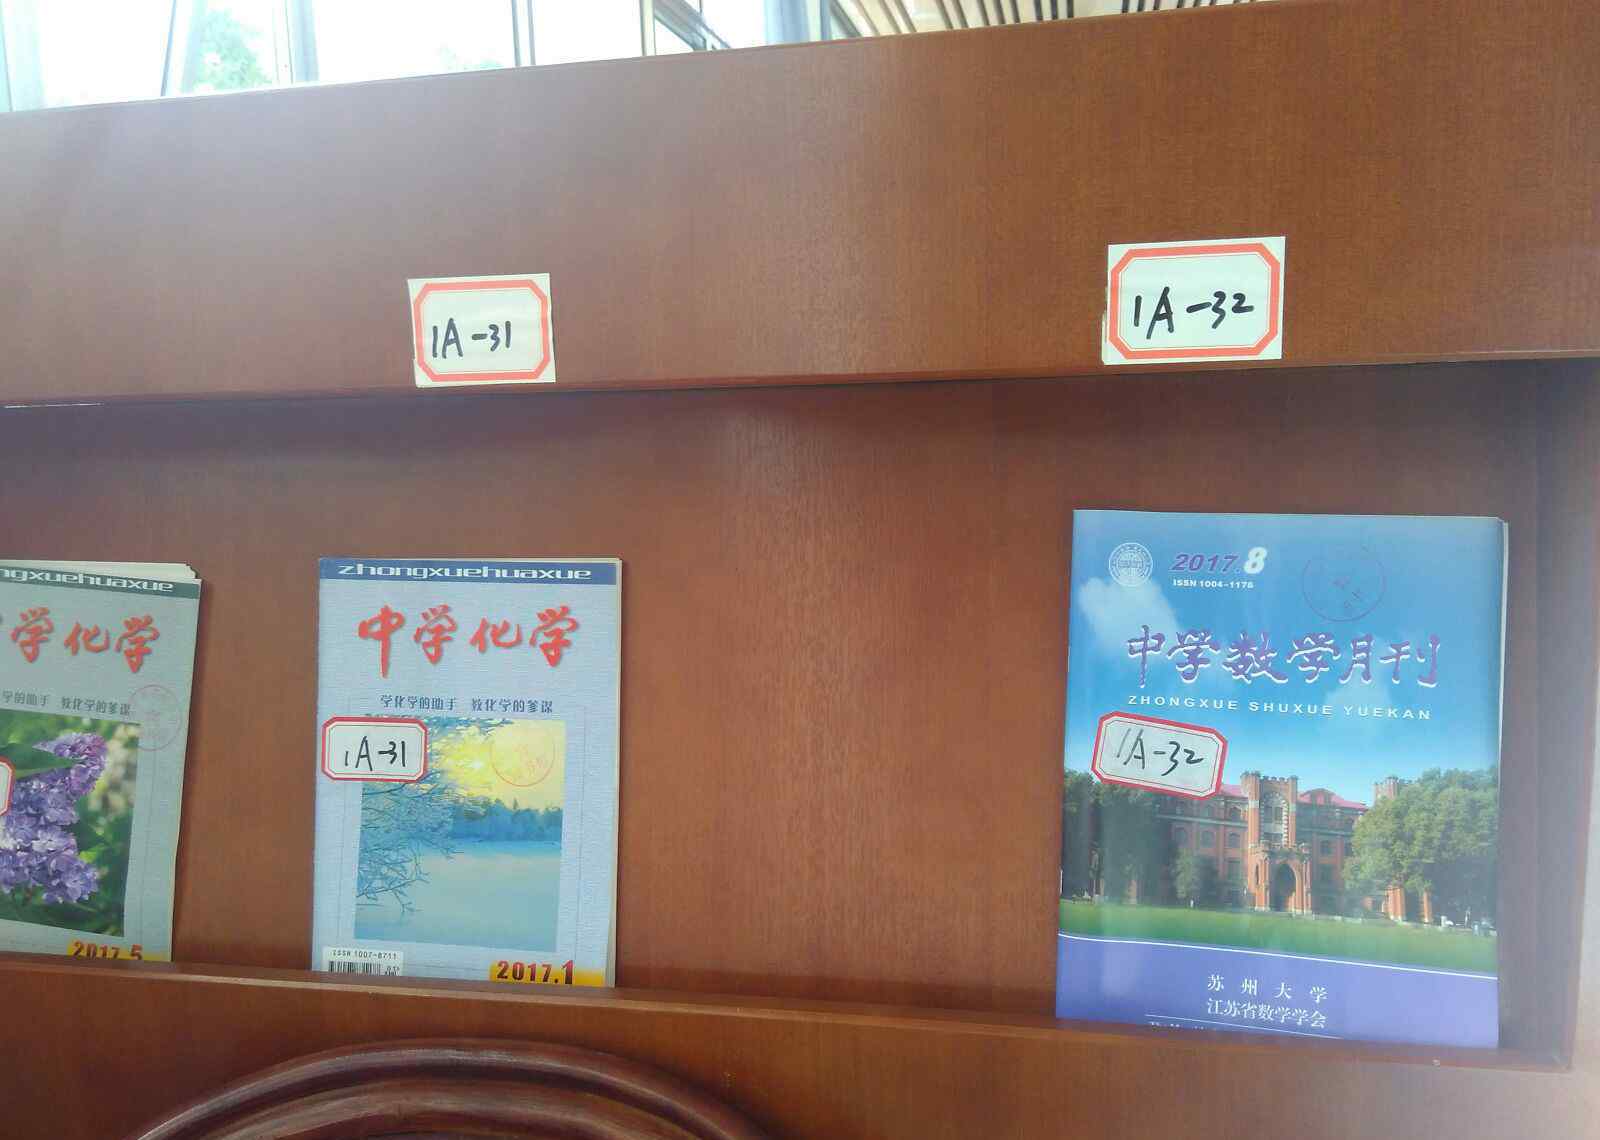 1A-31
1A-32
ngxuehuaxue
学化学
学的助手 教化学的参谋
2017.5
zhongxuehuaxue
中学化学
学化学的助手 教化学的参谋
1A-31
ISSN 1007-8711
2017.1
2017.8
ISSN 1004-1176
中学数学月刊
ZHONGXUE SHUXUE YUEKAN
1A-32
苏州大学
江苏省数学学会